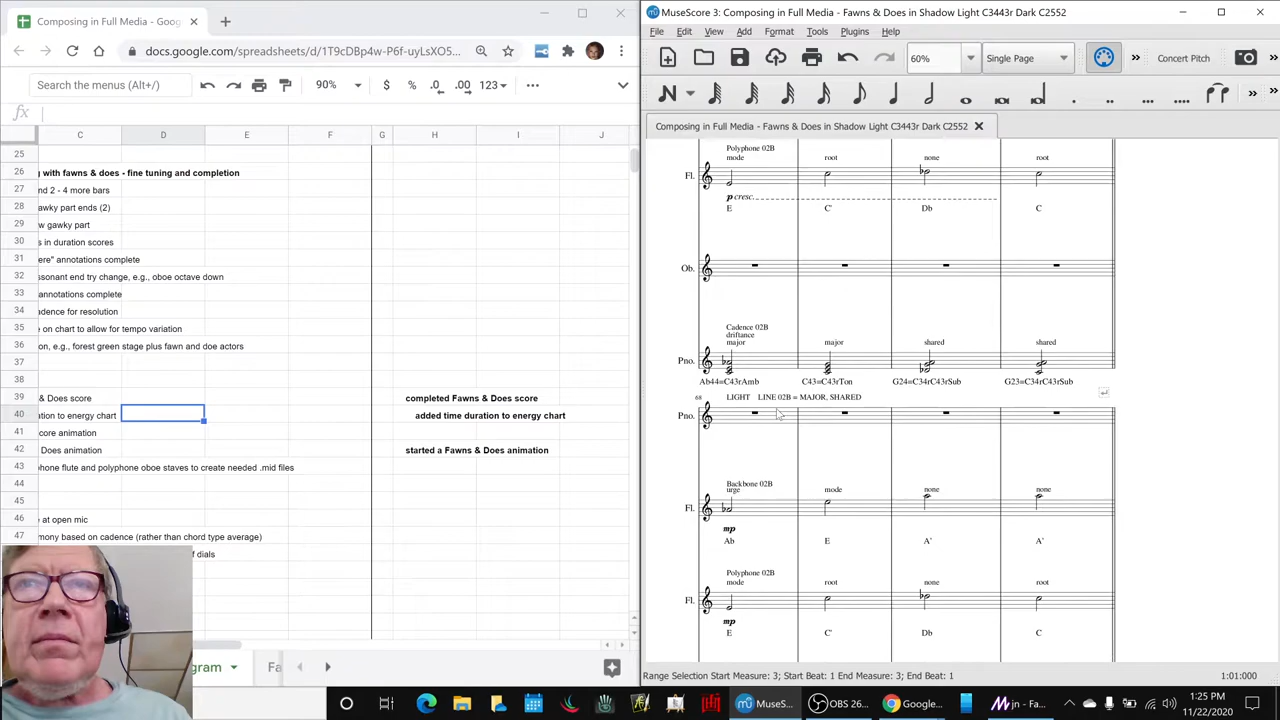 Composing in Full Media - Goog
docs.google.com/spreadsheets/d/1T9cDBp4w-P6f-uyLsXO5...
Search the menus (Alt+/)
90%
$
%
.0
.00
123
fx
C
D
E
F
G
H
I
J
25
26
g with fawns & does - fine tuning and completion
27
nd 2 - 4 more bars
28
awky part ends (2)
29
w gawky part
30
s in duration scores
31
ere" annotations complete
32
ssonant end try change, e.g., oboe octave down
33
annotations complete
34
adence for resolution
35
e on chart to allow for tempo variation
36
on, e.g., forest green stage plus fawn and doe actors
37
38
39
& Does score
completed Fawns & Does score
40
ation to energy chart
added time duration to energy chart
41
core animation
42
Does animation
started a Fawns & Does animation
43
phone flute and polyphone oboe staves to create needed .mid files
44
45
46
e at open mic
47
mony based on cadence (rather than chord type average)
f dials
gram
Fa
MuseScore 3: Composing in Full Media - Fawns & Does in Shadow Light C3443r Dark C2552
File Edit View Add Format Tools Plugins Help
60%
Single Page
Concert Pitch
N
Composing in Full Media - Fawns & Does in Shadow Light C3443r Dark C2552
Polyphone 02B
mode root none root
Fl.
p cresc.
E C' Db C
Ob.
Cadence 02B
driftance
major major shared shared
Pno.
Ab44=C43rAmb C43=C43rTon G24=C34rC43rSub G23=C34rC43rSub
68 LIGHT LINE 02B = MAJOR, SHARED
Pno.
Backbone 02B
urge mode none none
Fl.
mp
Ab E A' A'
Polyphone 02B
mode root none root
Fl.
mp
E C' Db C
Range Selection Start Measure: 3; Start Beat: 1 End Measure: 3; End Beat: 1
1:01:000
MuseS...
OBS 26...
Google...
jn - Fa...
1:25 PM
11/22/2020